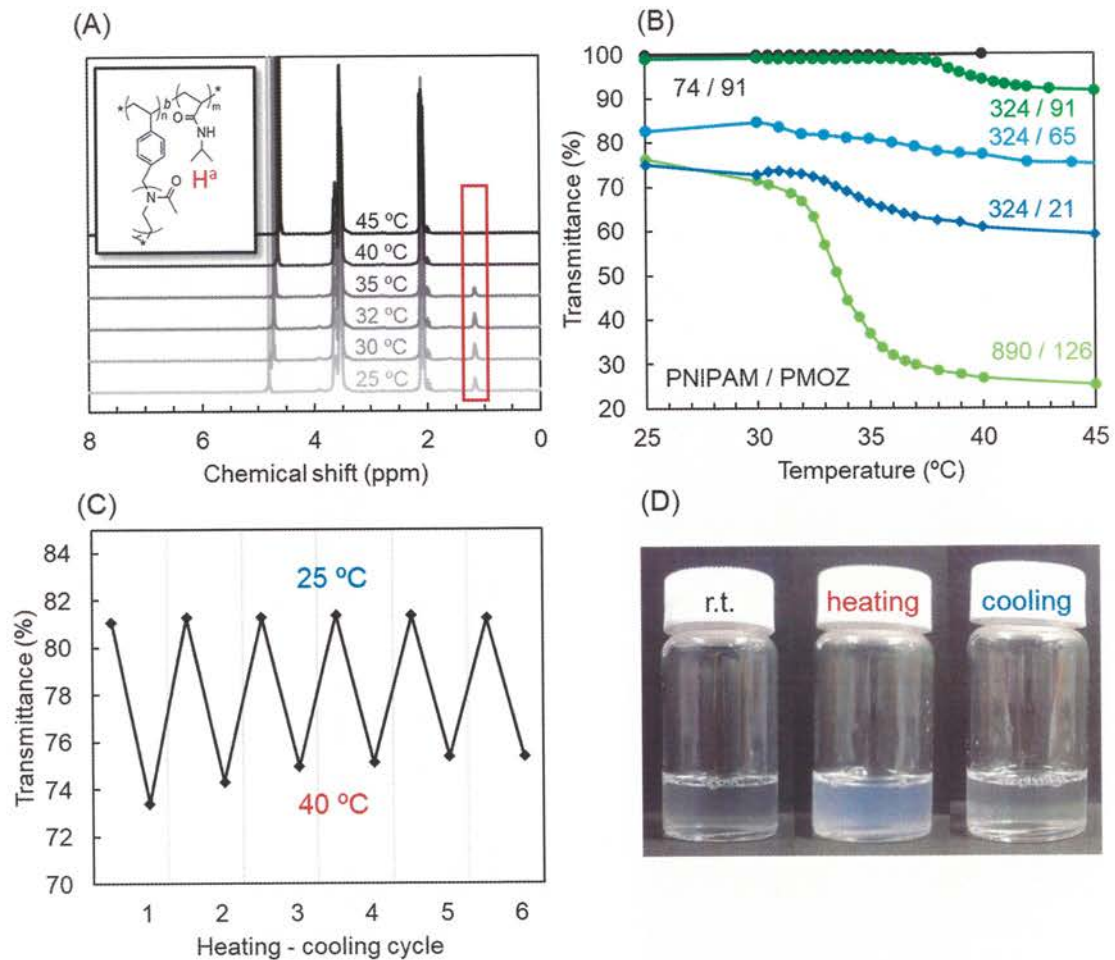 (A)
*
n
b
m
*
O
NH
Hᵃ
N
O
*
45 ºC
40 ºC
35 ºC
32 ºC
30 ºC
25 ºC
8 6 4 2 0
Chemical shift (ppm)
(B)
100
90
80
70
60
50
40
30
20
Transmittance (%)
74 / 91
324 / 91
324 / 65
324 / 21
890 / 126
PNIPAM / PMOZ
25 30 35 40 45
Temperature (ºC)
(C)
84
82
80
78
76
74
72
70
Transmittance (%)
25 ºC
40 ºC
1 2 3 4 5 6
Heating - cooling cycle
(D)
r.t.
heating
cooling